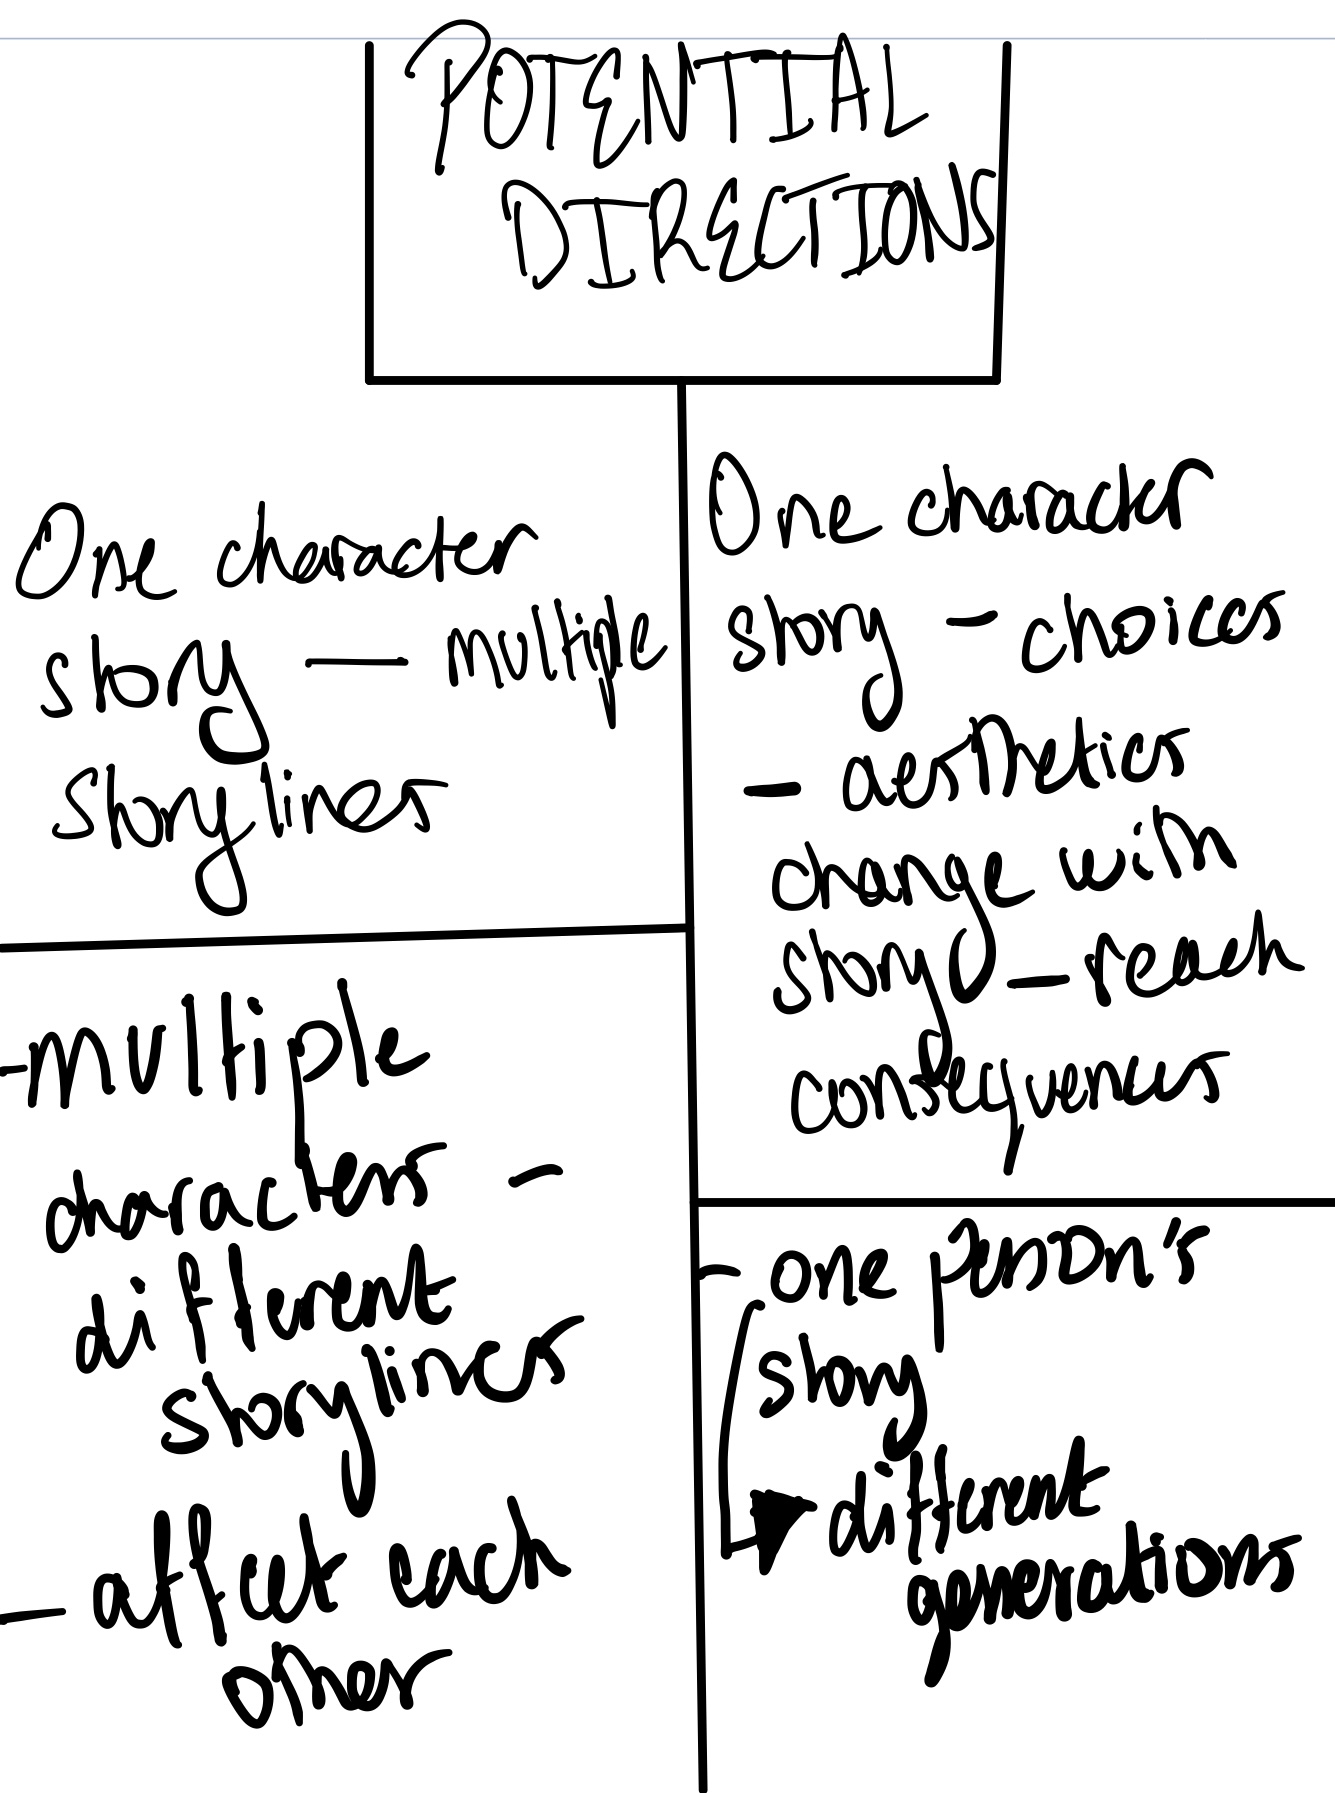 POTENTIAL
DIRECTIONS
One character
story — multiple
storylines
-multiple
characters -
different
storylines
— affect each
other
One character
story - choices
- aesthetics
change with
story - reach
consequences
- one person's
story
different
generations